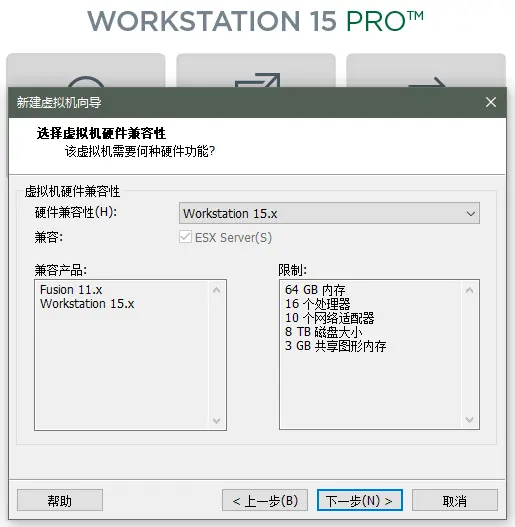 WORKSTATION 15 PRO™
新建虚拟机向导
选择虚拟机硬件兼容性
该虚拟机需要何种硬件功能?
虚拟机硬件兼容性
硬件兼容性(H): Workstation 15.x
兼容: ESX Server(S)
兼容产品:
Fusion 11.x
Workstation 15.x
限制:
64 GB 内存
16 个处理器
10 个网络适配器
8 TB 磁盘大小
3 GB 共享图形内存
帮助 < 上一步(B) 下一步(N) > 取消